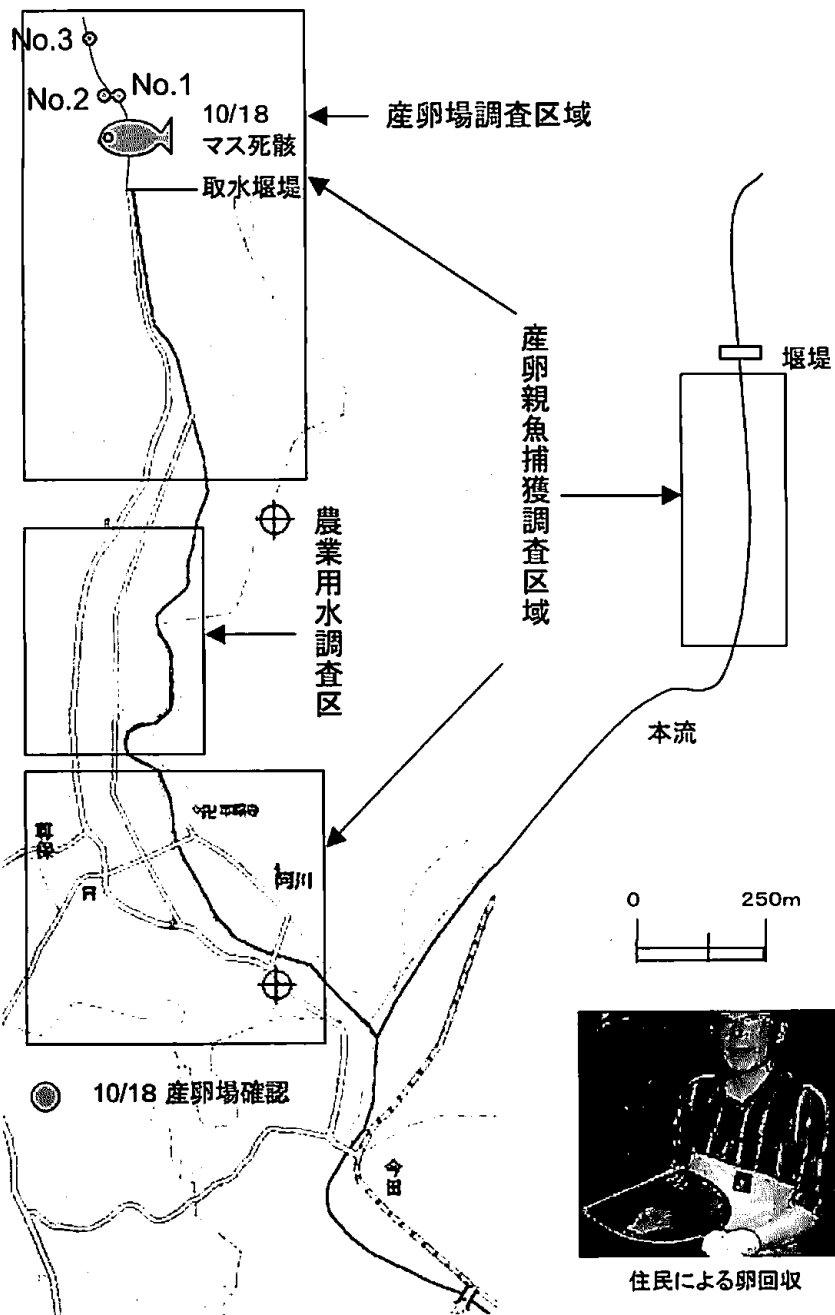 No.3
No.2
No.1
10/18
マス死骸
取水堰堤
産卵場調査区域
堰堤
産卵親魚捕獲調査区域
農業用水調査区
本流
阿川
0 250m
10/18 産卵場確認
今田
住民による卵回収